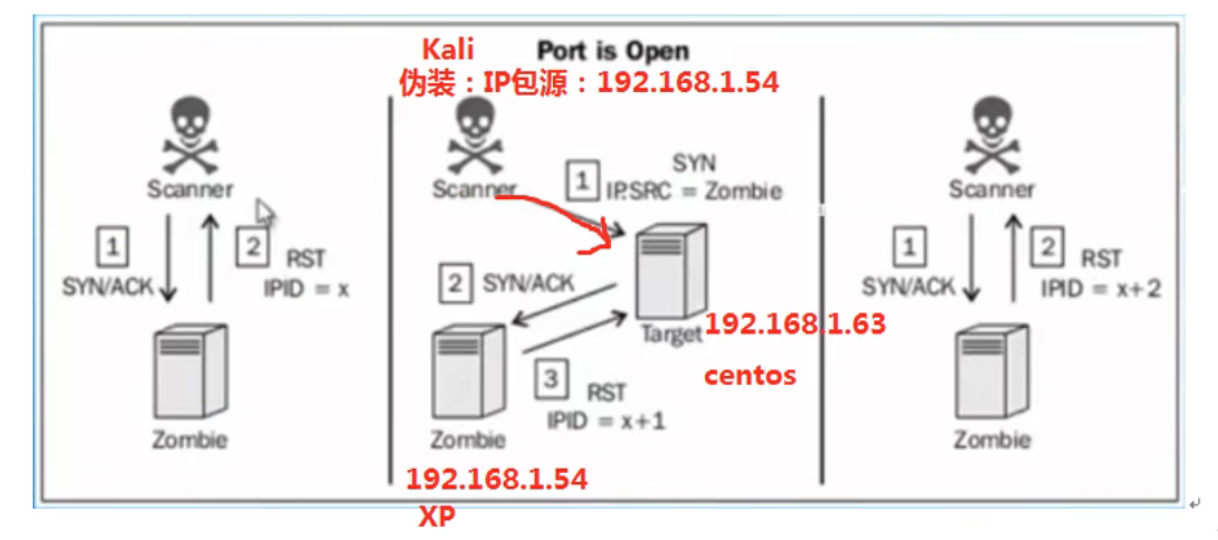 Kali
Port is Open
伪装：IP包源：192.168.1.54
Scanner
1
SYN/ACK
2
RST
IPID = x
Zombie
Scanner
1
SYN
IP.SRC = Zombie
2
SYN/ACK
Target
192.168.1.63
centos
3
RST
IPID = x+1
Zombie
192.168.1.54
XP
Scanner
1
SYN/ACK
2
RST
IPID = x+2
Zombie